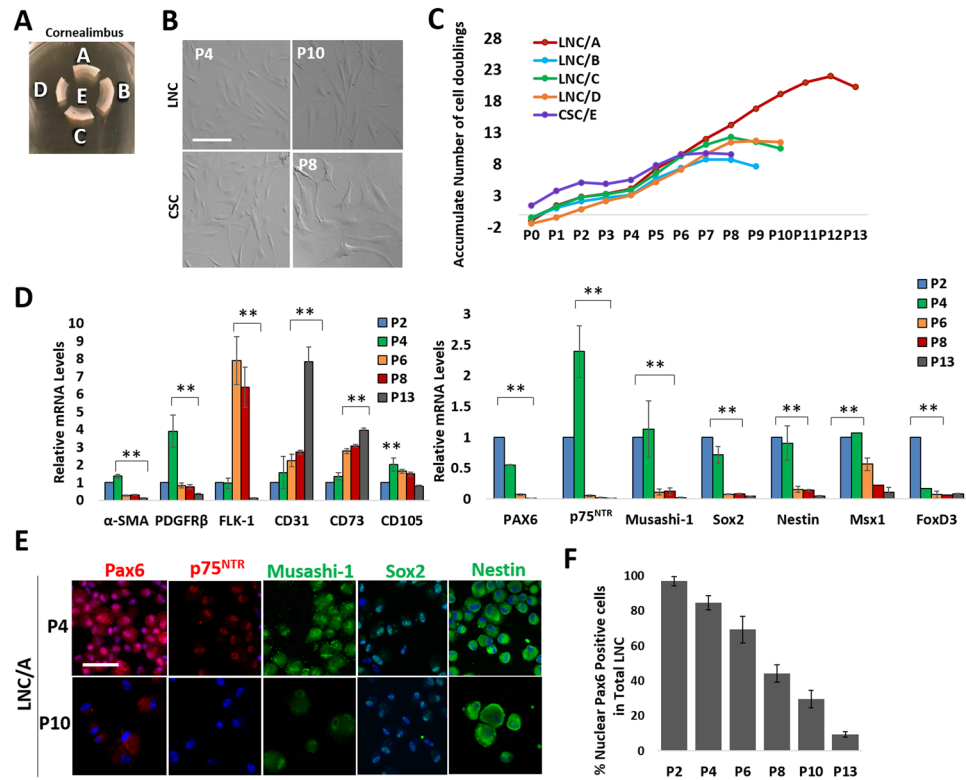 A
Cornealimbus
A
D
E
B
C
B
P4
P10
LNC
P8
CSC
C
Accumulate Number of cell doublings
28
23
18
13
8
3
-2
LNC/A
LNC/B
LNC/C
LNC/D
CSC/E
P0 P1 P2 P3 P4 P5 P6 P7 P8 P9 P10 P11 P12 P13
D
Relative mRNA Levels
10
9
8
7
6
5
4
3
2
1
0
** ** ** ** ** **
P2
P4
P6
P8
P13
α-SMA PDGFRβ FLK-1 CD31 CD73 CD105
Relative mRNA Levels
3
2.5
2
1.5
1
0.5
0
** ** ** ** ** ** **
P2
P4
P6
P8
P13
PAX6 p75NTR Musashi-1 Sox2 Nestin Msx1 FoxD3
E
Pax6 p75NTR Musashi-1 Sox2 Nestin
LNC/A
P4
P10
F
% Nuclear Pax6 Positive cells
in Total LNC
100
80
60
40
20
0
P2 P4 P6 P8 P10 P13